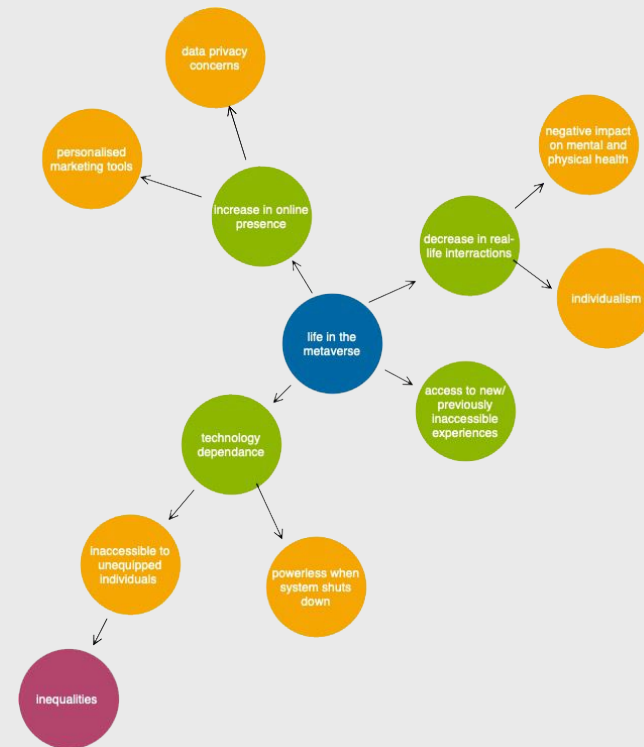 data privacy
concerns
personalised
marketing tools
negative impact
on mental and
physical health
increase in online
presence
decrease in real-
life interractions
individualism
life in the
metaverse
access to new/
previously
inaccessible
experiences
technology
dependance
inaccessible to
unequipped
individuals
powerless when
system shuts
down
inequalities